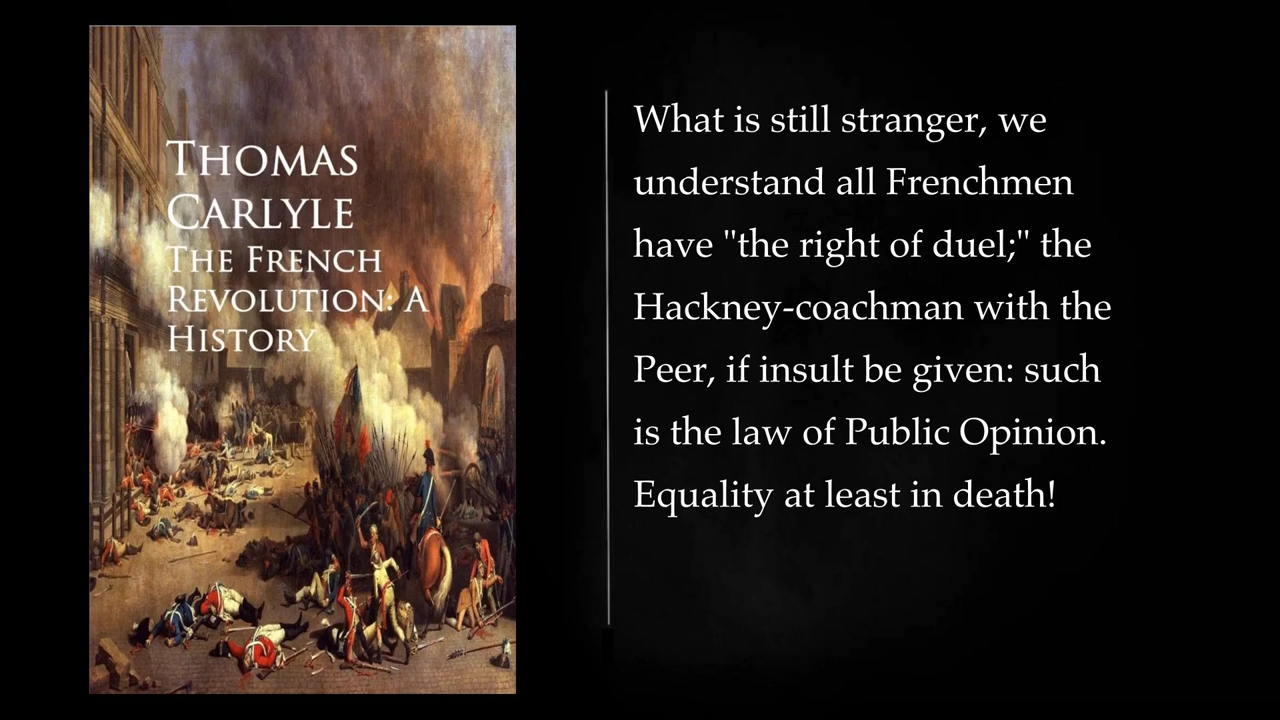 THOMAS
CARLYLE
THE FRENCH
REVOLUTION: A
HISTORY
What is still stranger, we
understand all Frenchmen
have "the right of duel;" the
Hackney-coachman with the
Peer, if insult be given: such
is the law of Public Opinion.
Equality at least in death!